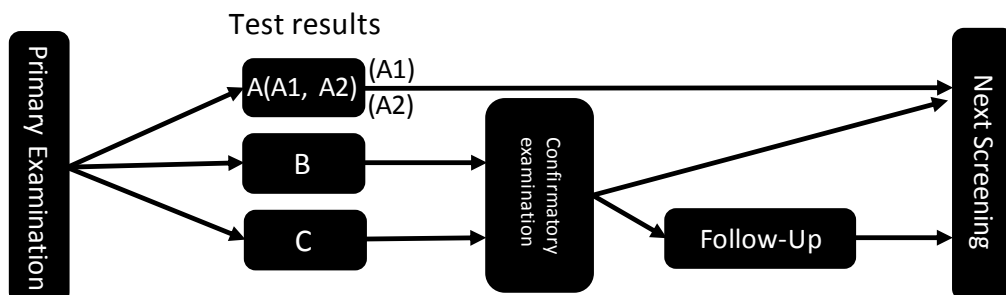 Test results
Primary Examination
A(A1, A2)
(A1)
(A2)
B
C
Confirmatory
examination
Follow-Up
Next Screening